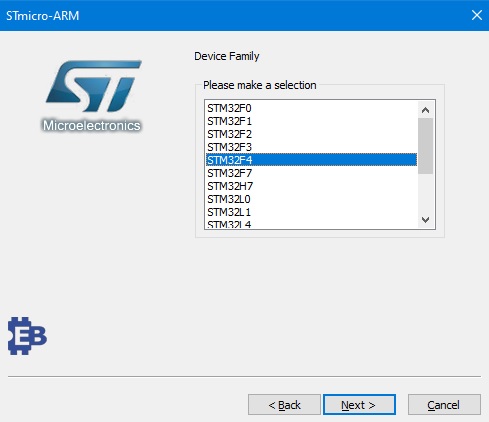 STmicro-ARM
Device Family
ST
Microelectronics
Please make a selection
STM32F0
STM32F1
STM32F2
STM32F3
STM32F4
STM32F7
STM32H7
STM32L0
STM32L1
STM32L4
EB
< Back
Next >
Cancel